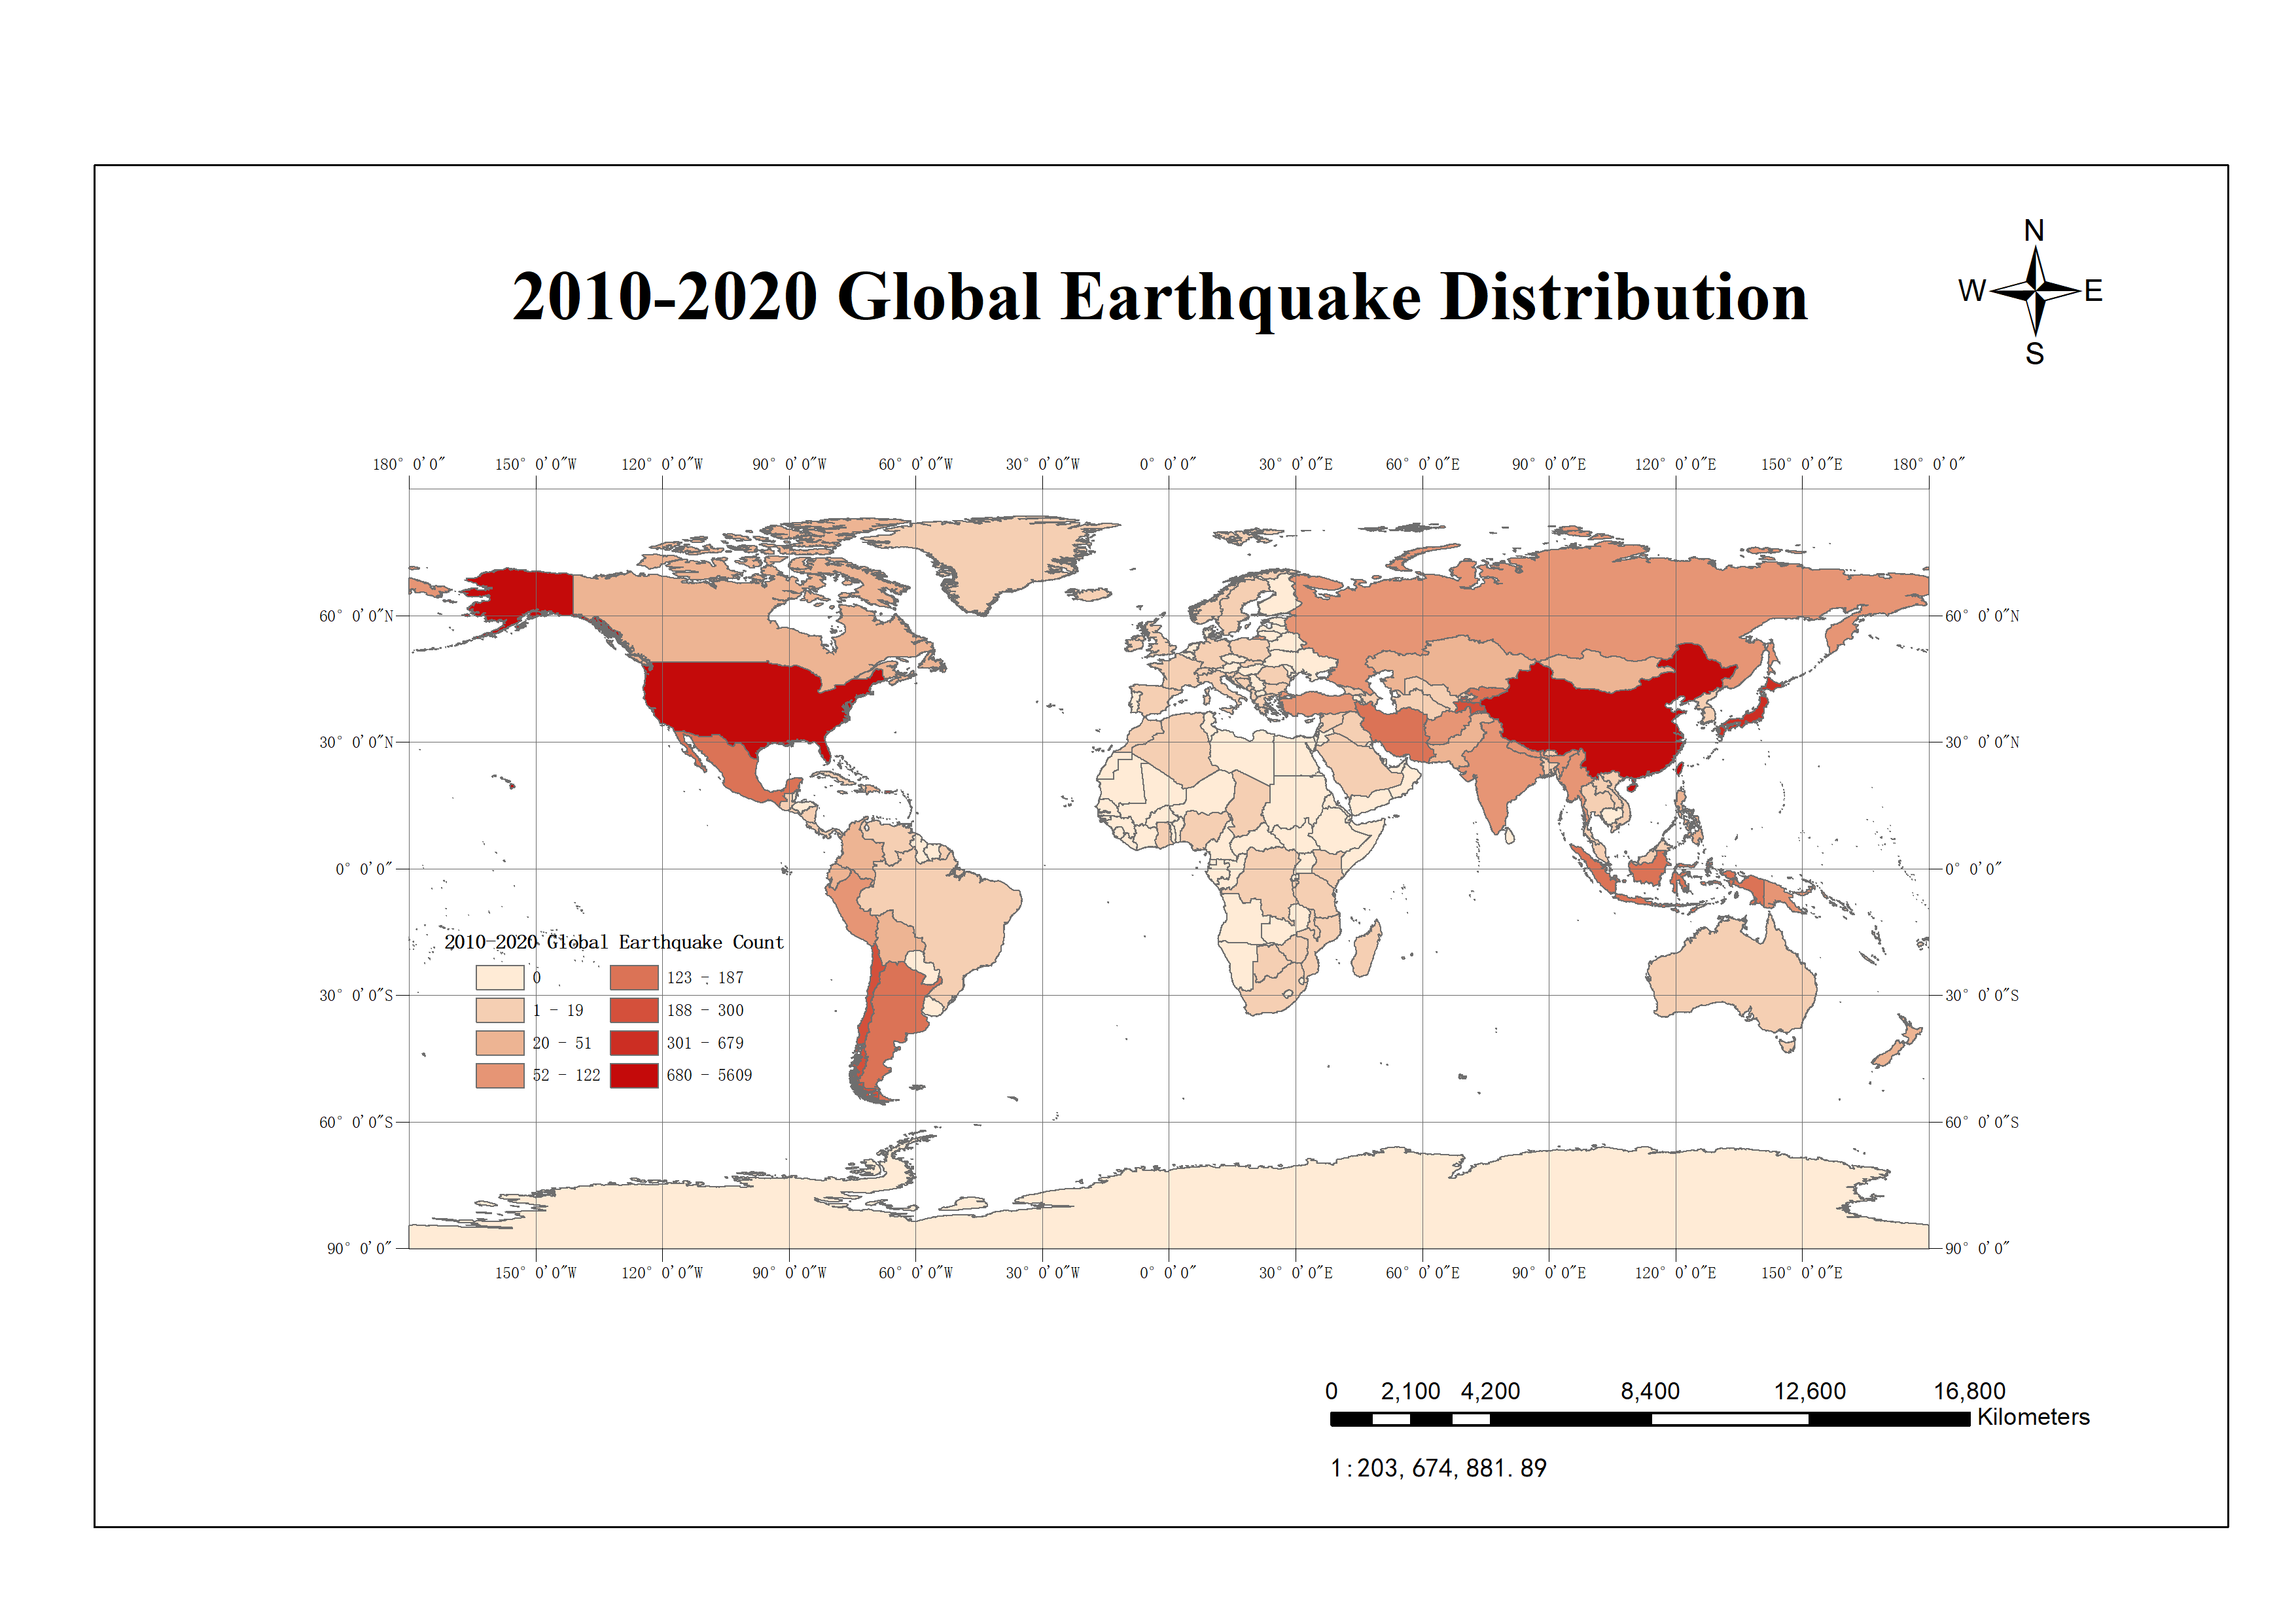 N
2010-2020 Global Earthquake Distribution
W E
S
180° 0'0" 150° 0'0"W 120° 0'0"W 90° 0'0"W 60° 0'0"W 30° 0'0"W 0° 0'0" 30° 0'0"E 60° 0'0"E 90° 0'0"E 120° 0'0"E 150° 0'0"E 180° 0'0"
60° 0'0"N 60° 0'0"N
30° 0'0"N 30° 0'0"N
0° 0'0" 0° 0'0"
2010-2020 Global Earthquake Count
0 123 - 187
30° 0'0"S 30° 0'0"S
1 - 19 188 - 300
20 - 51 301 - 679
52 - 122 680 - 5609
60° 0'0"S 60° 0'0"S
90° 0'0" 90° 0'0"
150° 0'0"W 120° 0'0"W 90° 0'0"W 60° 0'0"W 30° 0'0"W 0° 0'0" 30° 0'0"E 60° 0'0"E 90° 0'0"E 120° 0'0"E 150° 0'0"E
0 2,100 4,200 8,400 12,600 16,800
Kilometers
1:203,674,881.89